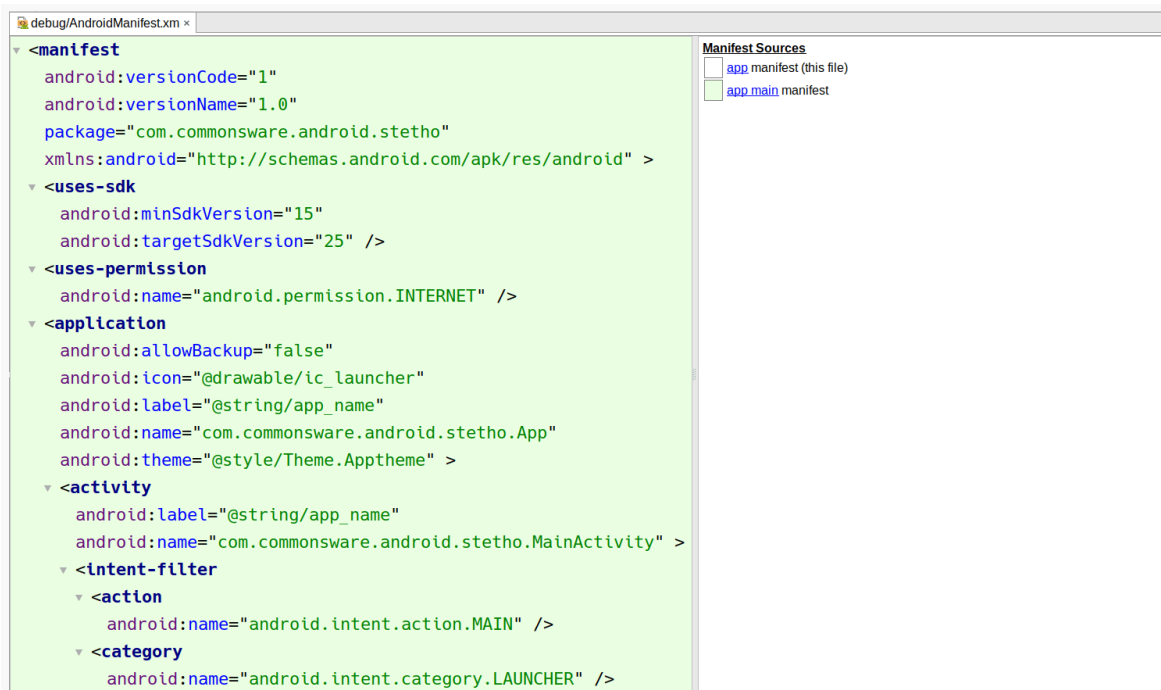 debug/AndroidManifest.xm ×
<manifest
android:versionCode="1"
android:versionName="1.0"
package="com.commonsware.android.stetho"
xmlns:android="http://schemas.android.com/apk/res/android" >
<uses-sdk
android:minSdkVersion="15"
android:targetSdkVersion="25" />
<uses-permission
android:name="android.permission.INTERNET" />
<application
android:allowBackup="false"
android:icon="@drawable/ic_launcher"
android:label="@string/app_name"
android:name="com.commonsware.android.stetho.App"
android:theme="@style/Theme.Apptheme" >
<activity
android:label="@string/app_name"
android:name="com.commonsware.android.stetho.MainActivity" >
<intent-filter
<action
android:name="android.intent.action.MAIN" />
<category
android:name="android.intent.category.LAUNCHER" />
Manifest Sources
app manifest (this file)
app main manifest